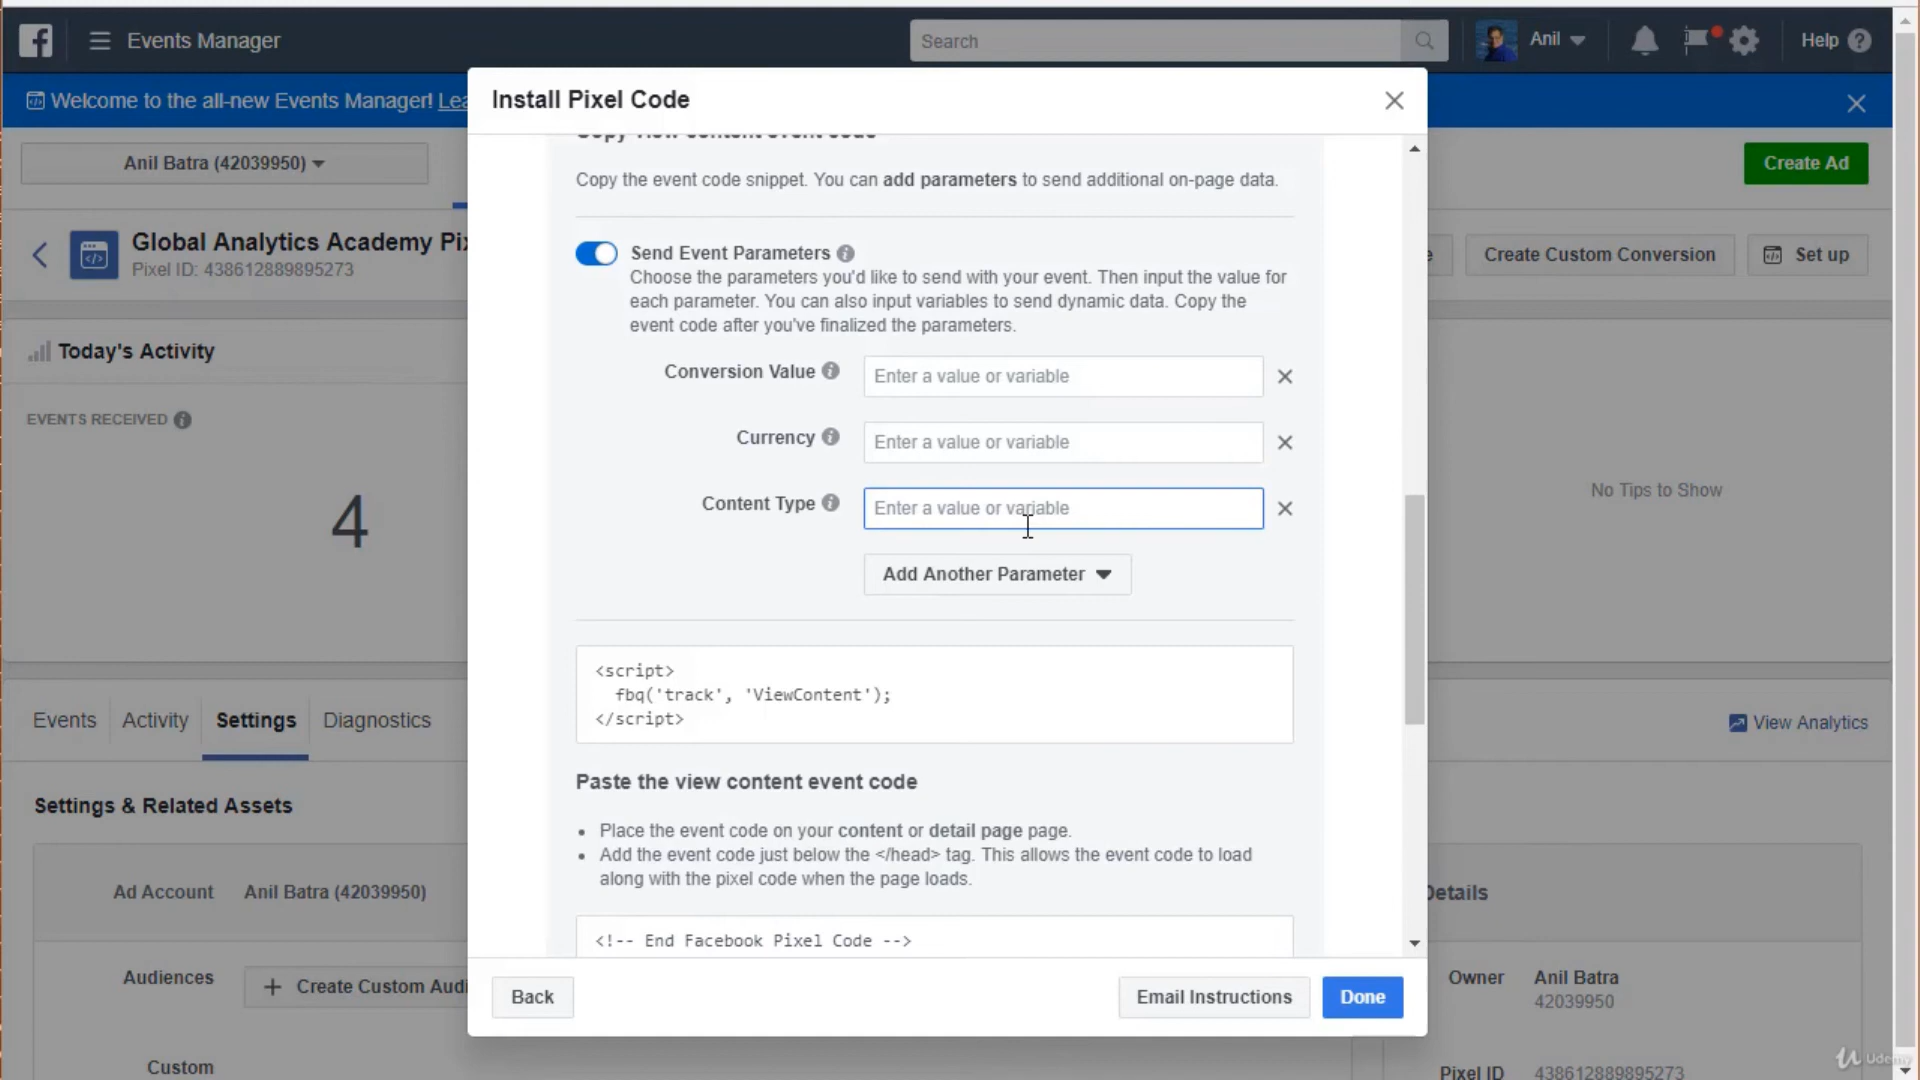 Events Manager
Search
Anil
Help
Welcome to the all-new Events Manager! Lea
Install Pixel Code
Anil Batra (42039950)
Create Ad
Global Analytics Academy Pix
Pixel ID: 438612889895273
e
Create Custom Conversion
Set up
Copy view content event code
Copy the event code snippet. You can add parameters to send additional on-page data.
Send Event Parameters
Choose the parameters you'd like to send with your event. Then input the value for
each parameter. You can also input variables to send dynamic data. Copy the
event code after you've finalized the parameters.
Conversion Value
Enter a value or variable
Currency
Enter a value or variable
Content Type
Enter a value or variable
Add Another Parameter
<script>
fbq('track', 'ViewContent');
</script>
Paste the view content event code
Place the event code on your content or detail page page.
Add the event code just below the </head> tag. This allows the event code to load
along with the pixel code when the page loads.
<!-- End Facebook Pixel Code -->
Back
Email Instructions
Done
Today's Activity
EVENTS RECEIVED
4
No Tips to Show
Events
Activity
Settings
Diagnostics
View Analytics
Settings & Related Assets
Ad Account
Anil Batra (42039950)
Audiences
Create Custom Audi
Custom
Details
Owner
Anil Batra
42039950
Pixel ID
438612889895273
Udemy